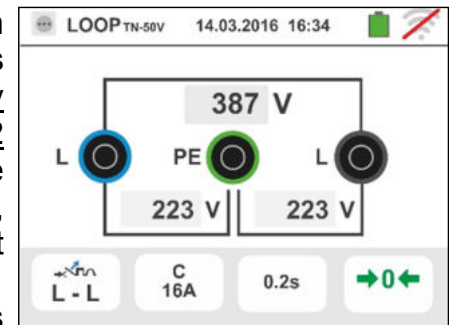 LOOP TN-50V 14.03.2016 16:34
387 V
L PE L
223 V 223 V
L - L
C
16A
0.2s
→0←